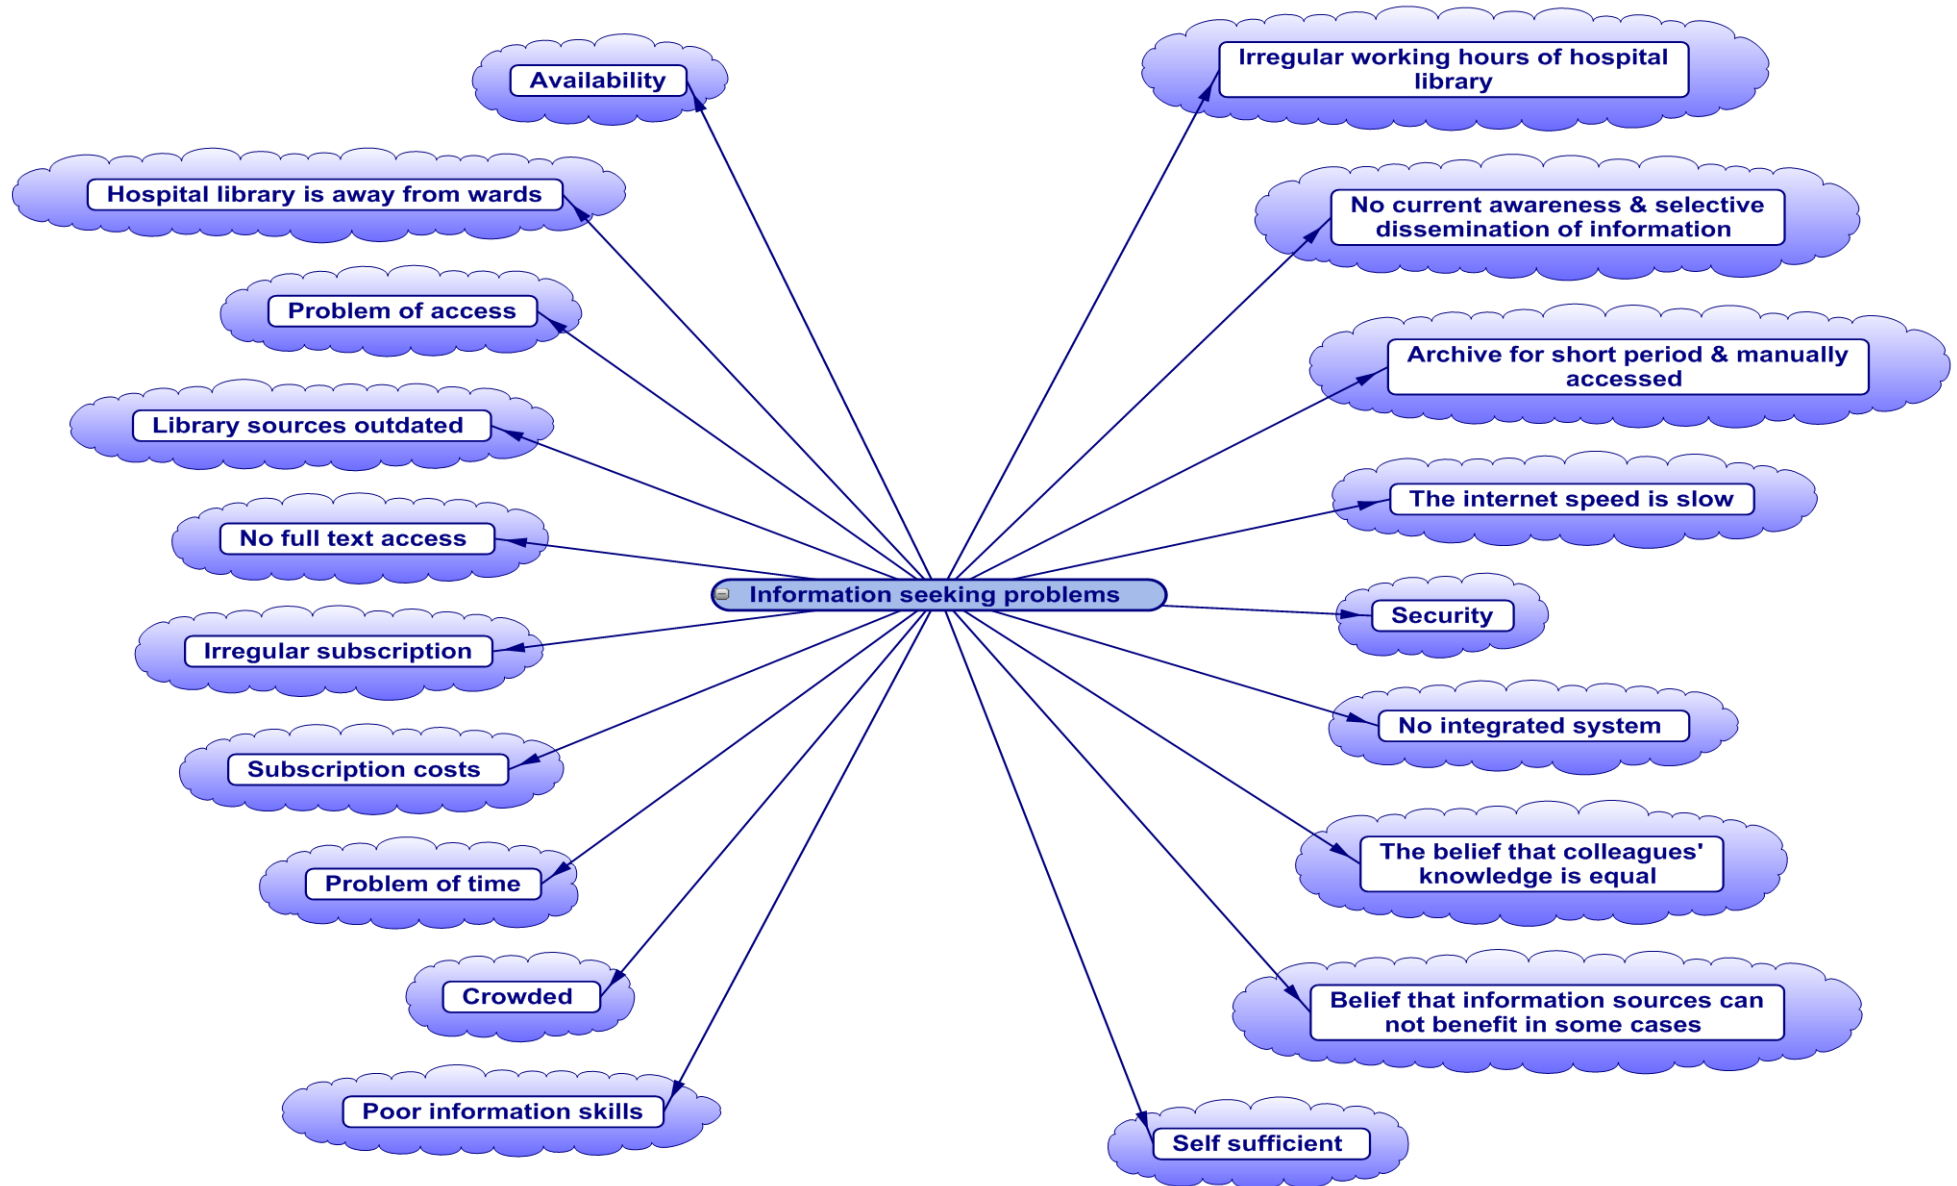 Availability
Hospital library is away from wards
Problem of access
Library sources outdated
No full text access
Irregular subscription
Subscription costs
Problem of time
Crowded
Poor information skills
Information seeking problems
Irregular working hours of hospital
library
No current awareness & selective
dissemination of information
Archive for short period & manually
accessed
The internet speed is slow
Security
No integrated system
The belief that colleagues'
knowledge is equal
Belief that information sources can
not benefit in some cases
Self sufficient